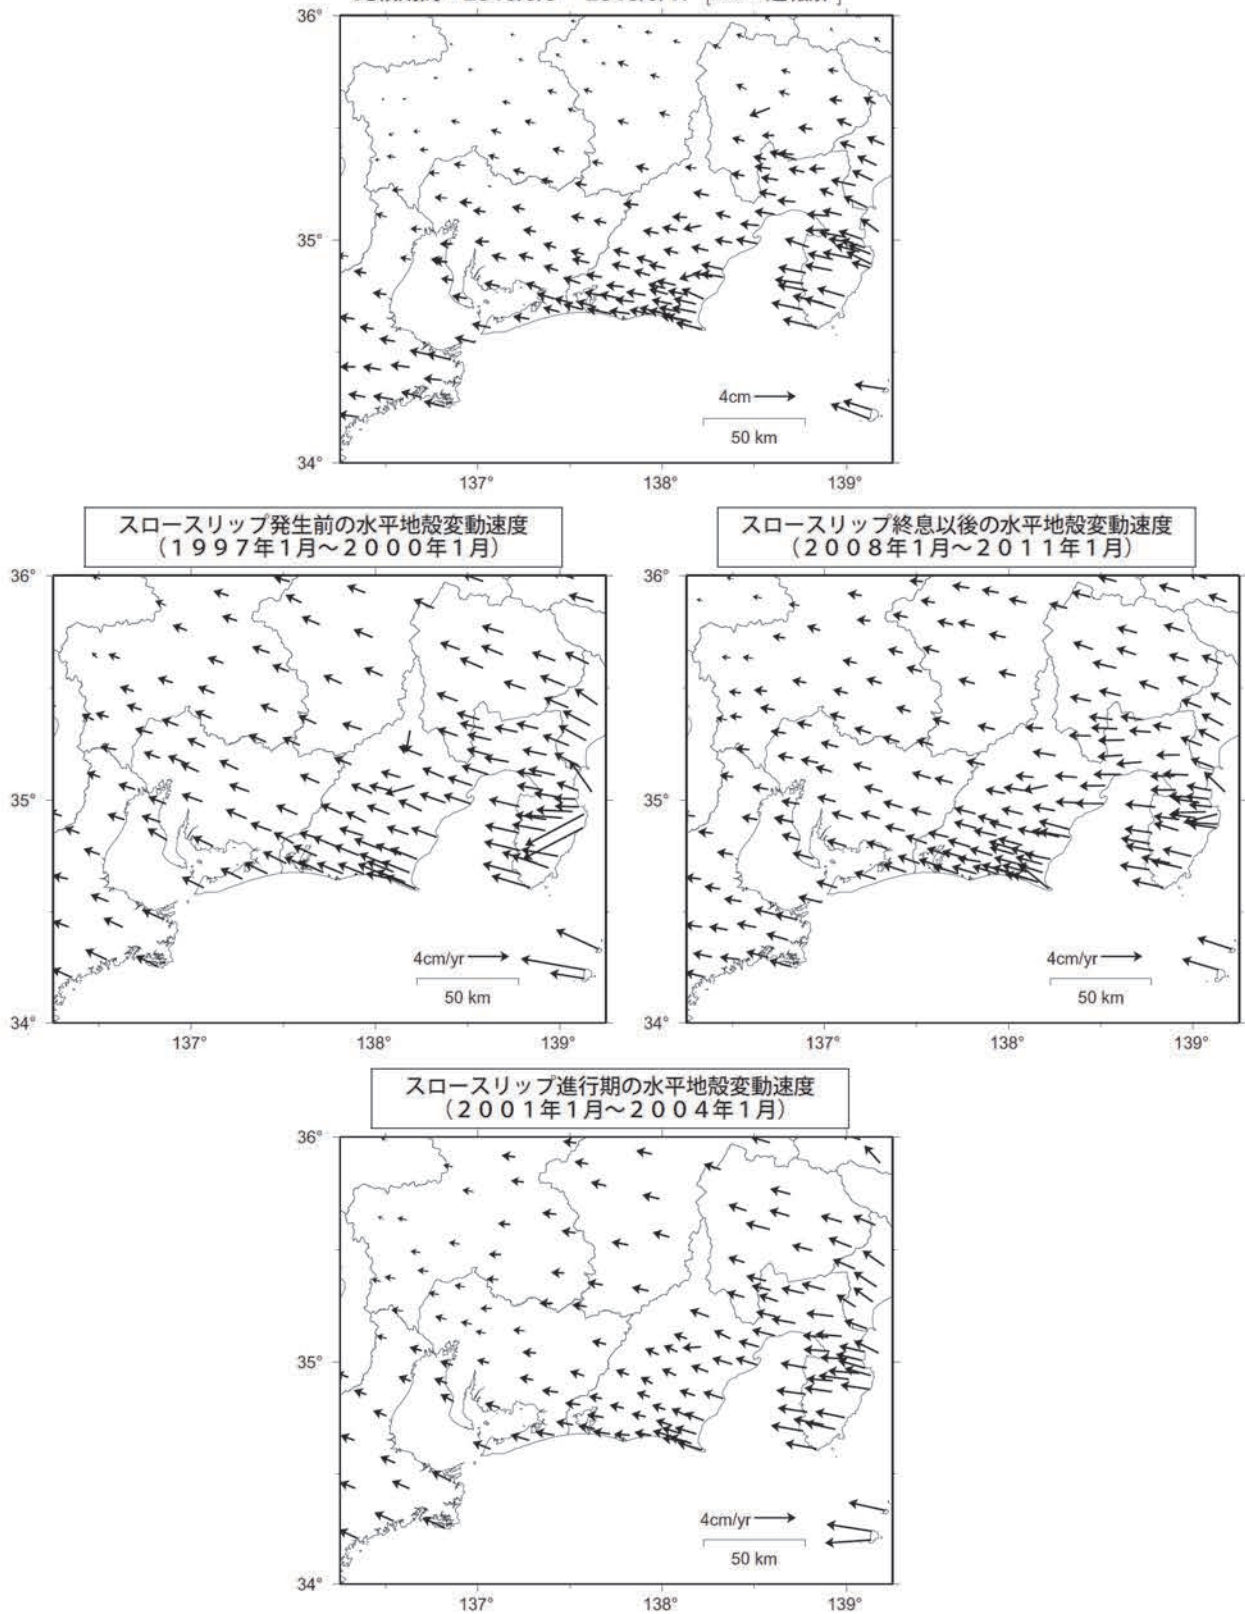 36°
35°
34°
4cm
50 km
137°
138°
139°
スロースリップ発生前の水平地殻変動速度
（１９９７年１月～２０００年１月）
36°
35°
34°
4cm/yr
50 km
137°
138°
139°
スロースリップ終息以後の水平地殻変動速度
（２００８年１月～２０１１年１月）
36°
35°
34°
4cm/yr
50 km
137°
138°
139°
スロースリップ進行期の水平地殻変動速度
（２００１年１月～２００４年１月）
36°
35°
34°
4cm/yr
50 km
137°
138°
139°